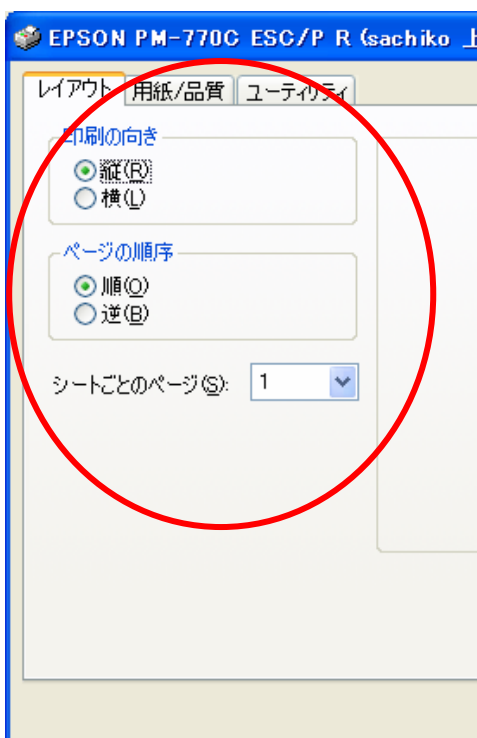 EPSON PM-770C ESC/P R (sachiko 上
レイアウト 用紙/品質 ユーティリティ
印刷の向き
縦(R)
横(L)
ページの順序
順(O)
逆(B)
シートごとのページ(S): 1